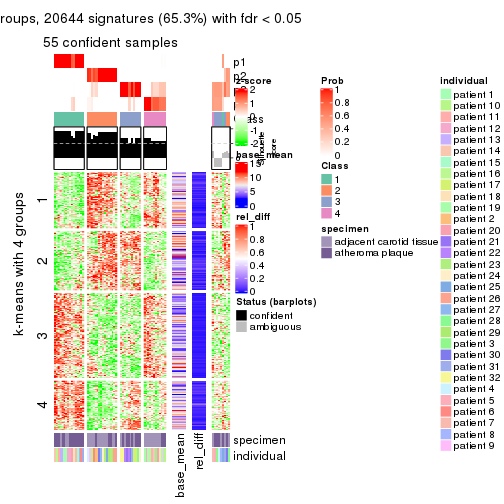 roups, 20644 signatures (65.3%) with fdr < 0.05
55 confident samples
p1
p2
z-score
2
1
0
-1
-2
base_mean
15
10
5
0
rel_diff
1
0.8
0.6
0.4
0.2
0
Status (barplots)
confident
ambiguous
Prob
1
0.8
0.6
0.4
0.2
0
Class
1
2
3
4
specimen
adjacent carotid tissue
atheroma plaque
individual
patient 1
patient 10
patient 11
patient 12
patient 13
patient 14
patient 15
patient 16
patient 17
patient 18
patient 19
patient 2
patient 20
patient 21
patient 22
patient 23
patient 24
patient 25
patient 26
patient 27
patient 28
patient 29
patient 3
patient 30
patient 31
patient 32
patient 4
patient 5
patient 6
patient 7
patient 8
patient 9
k-means with 4 groups
1
2
3
4
specimen
individual
base_mean
rel_diff